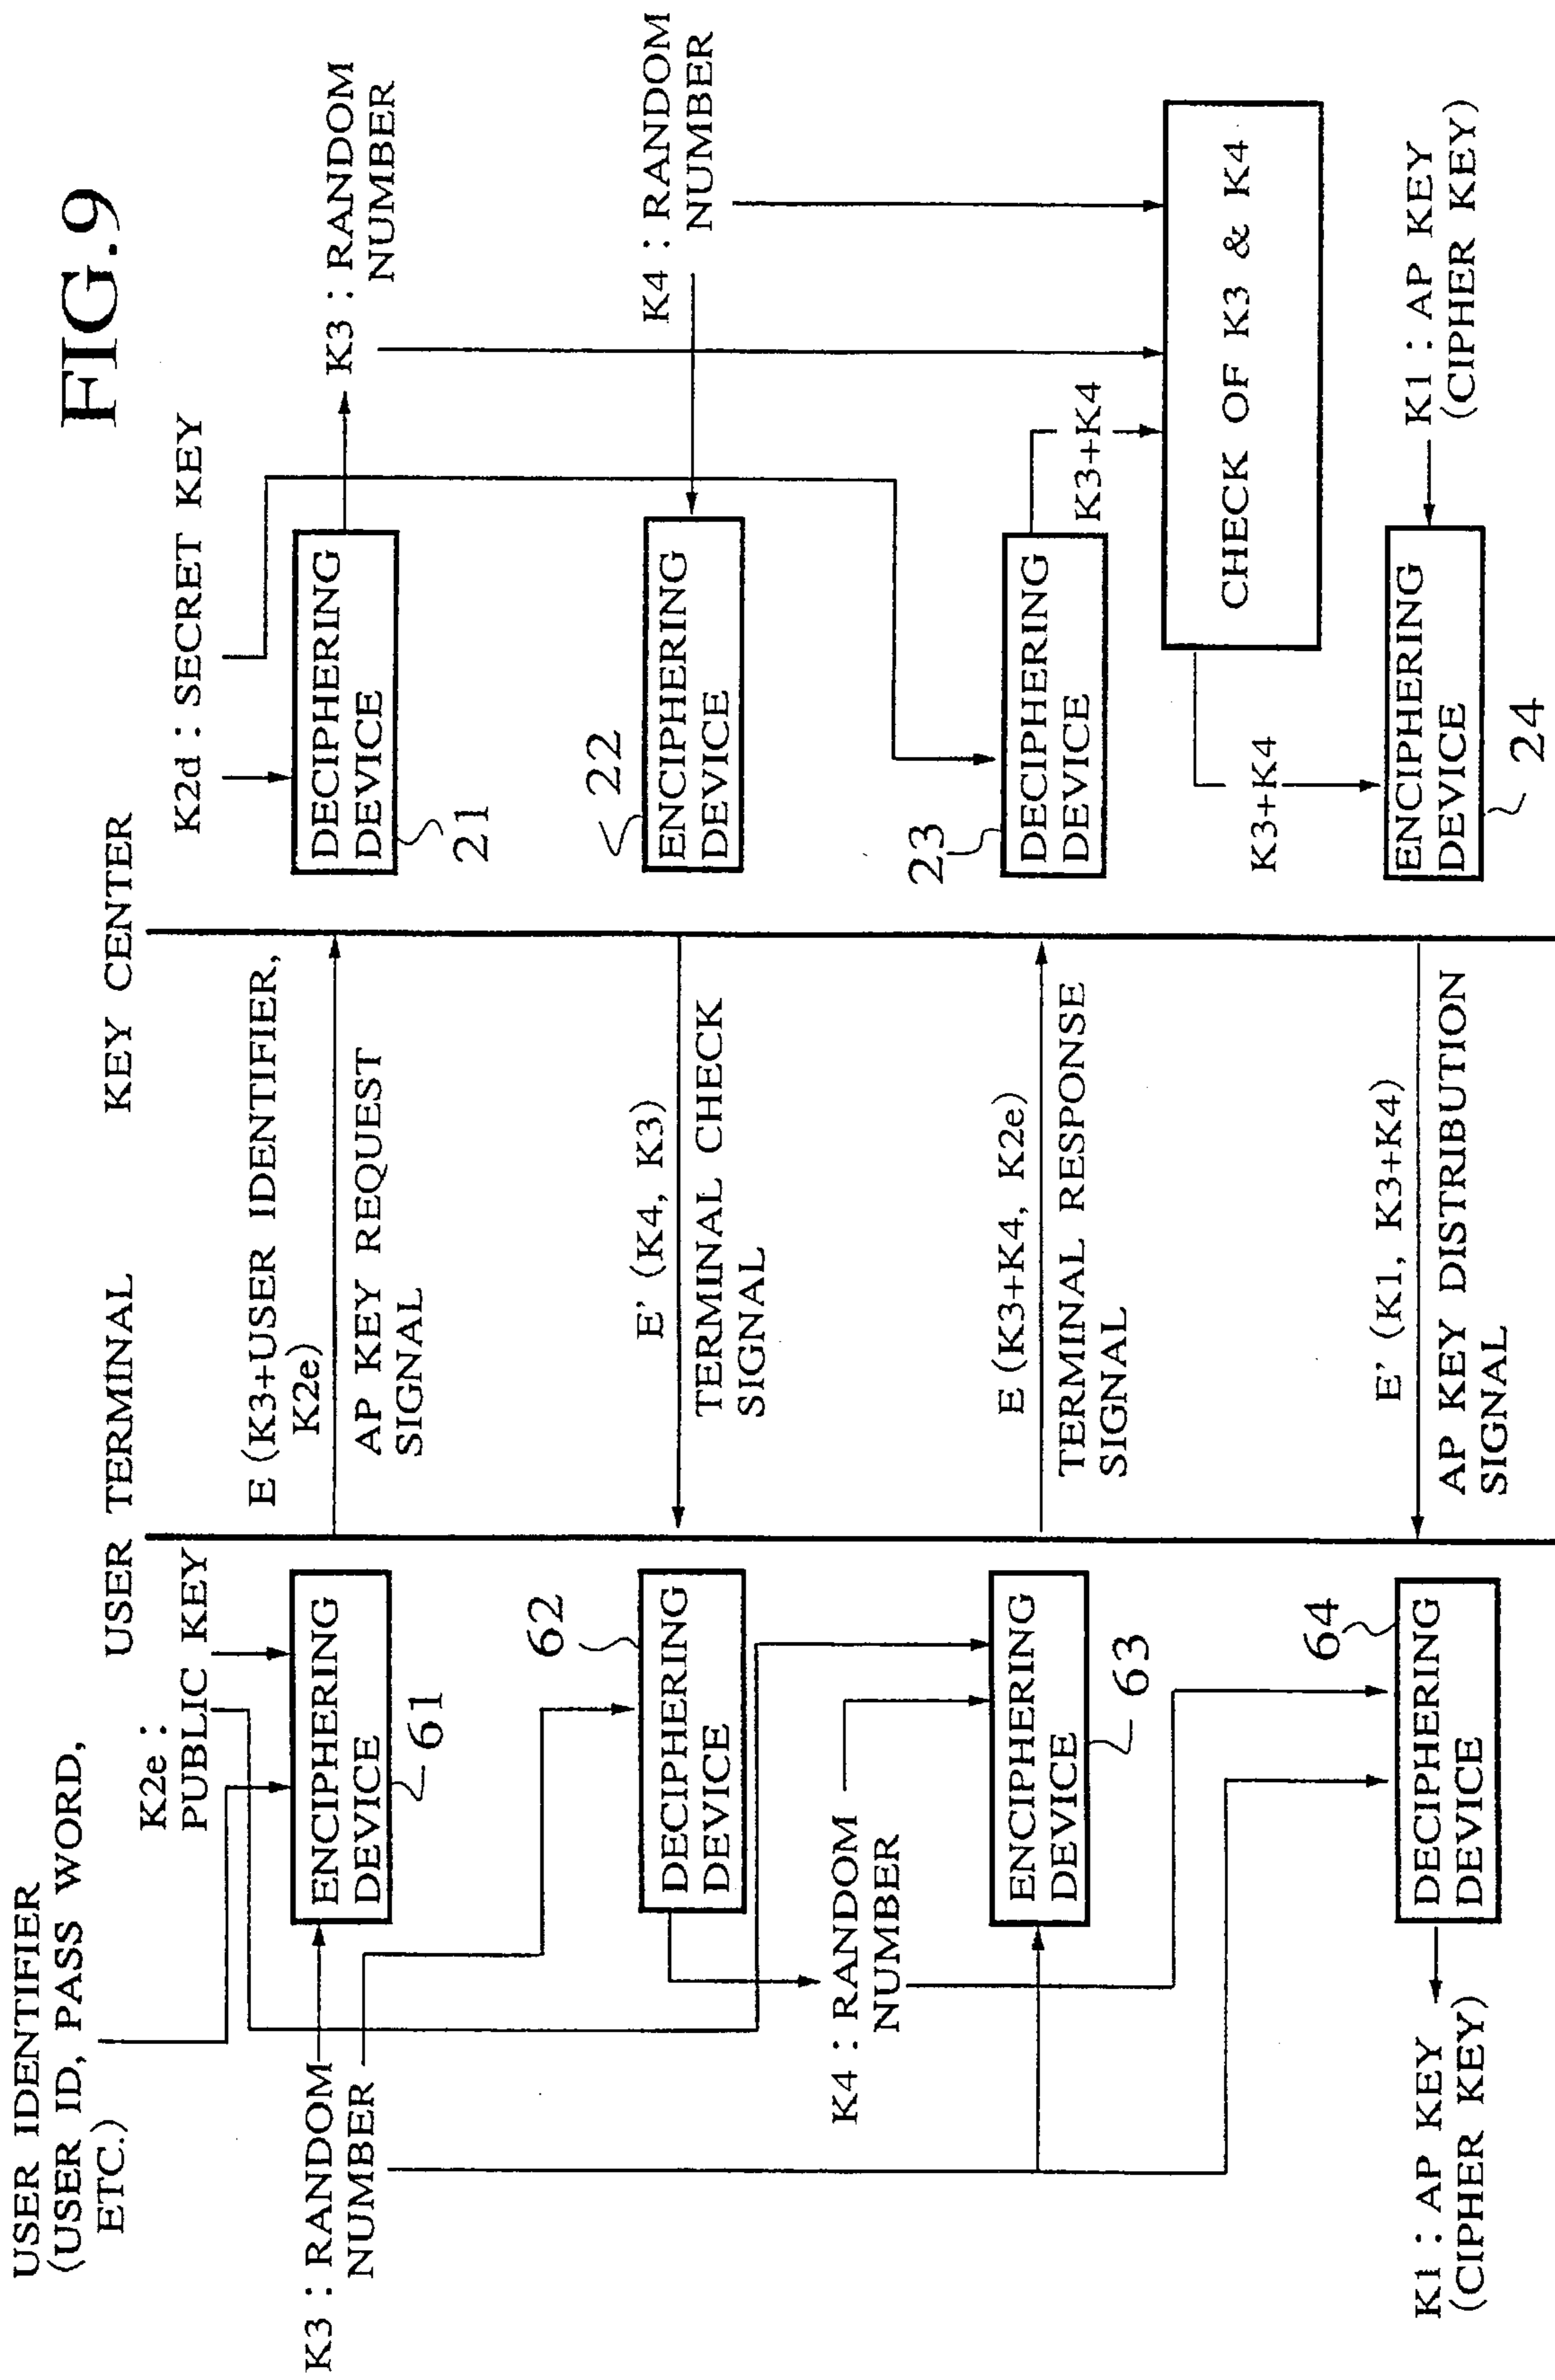 FIG.9
USER IDENTIFIER
(USER ID, PASS WORD,
ETC.)
K2e :
PUBLIC KEY
USER TERMINAL
KEY CENTER
K2d : SECRET KEY
K3 : RANDOM
NUMBER
ENCIPHERING
DEVICE
61
E (K3+USER IDENTIFIER,
K2e)
AP KEY REQUEST
SIGNAL
DECIPHERING
DEVICE
21
K3 : RANDOM
NUMBER
62
DECIPHERING
DEVICE
E' (K4, K3)
TERMINAL CHECK
SIGNAL
22
ENCIPHERING
DEVICE
K4 : RANDOM
NUMBER
K4 : RANDOM
NUMBER
ENCIPHERING
DEVICE
63
E (K3+K4, K2e)
TERMINAL RESPONSE
SIGNAL
23
DECIPHERING
DEVICE
K3+K4
CHECK OF K3 & K4
K3+K4
64
DECIPHERING
DEVICE
K1 : AP KEY
(CIPHER KEY)
E' (K1, K3+K4)
AP KEY DISTRIBUTION
SIGNAL
ENCIPHERING
DEVICE
24
K1 : AP KEY
(CIPHER KEY)